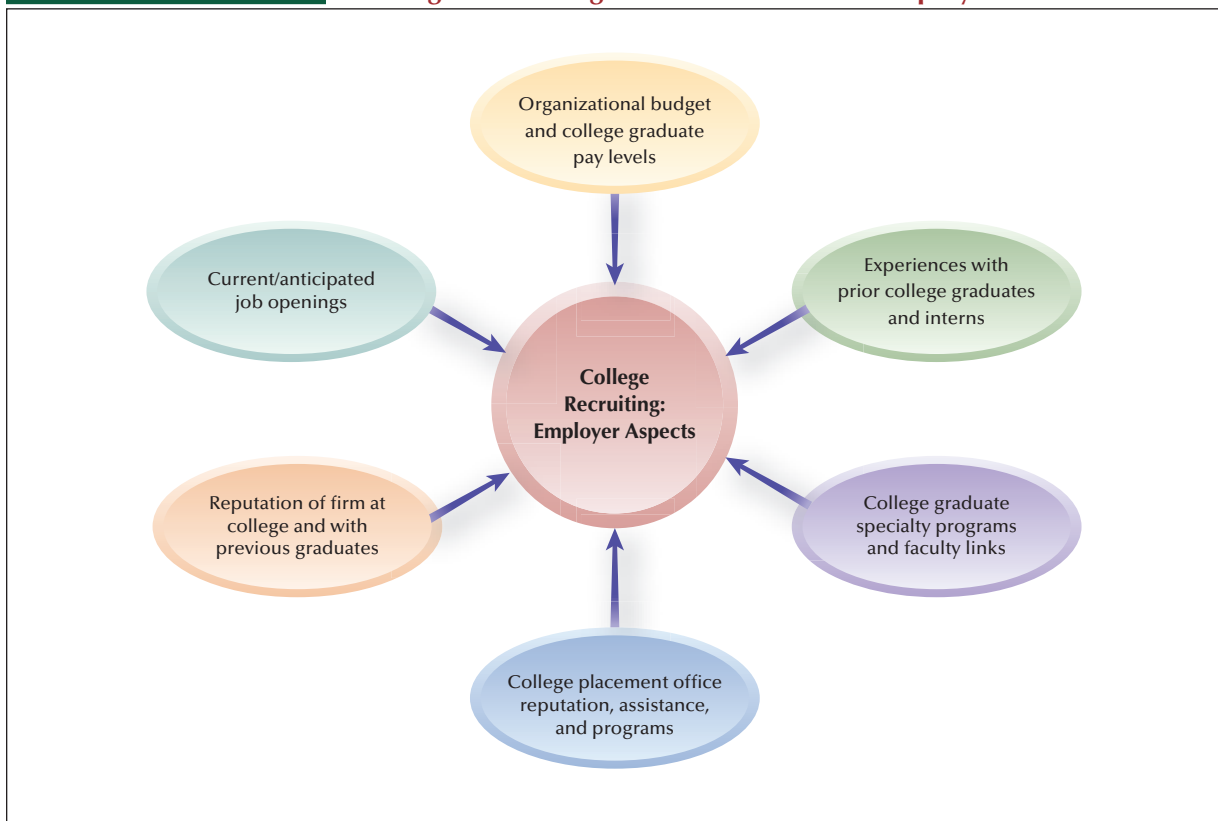 Organizational budget
and college graduate
pay levels
Current/anticipated
job openings
Experiences with
prior college graduates
and interns
College
Recruiting:
Employer Aspects
Reputation of firm at
college and with
previous graduates
College graduate
specialty programs
and faculty links
College placement office
reputation, assistance,
and programs